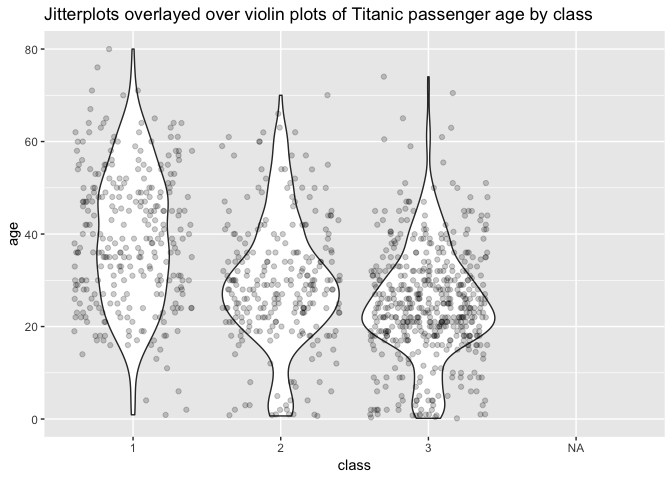 Jitterplots overlayed over violin plots of Titanic passenger age by class
80
60
40
20
0
age
1 2 3 NA
class